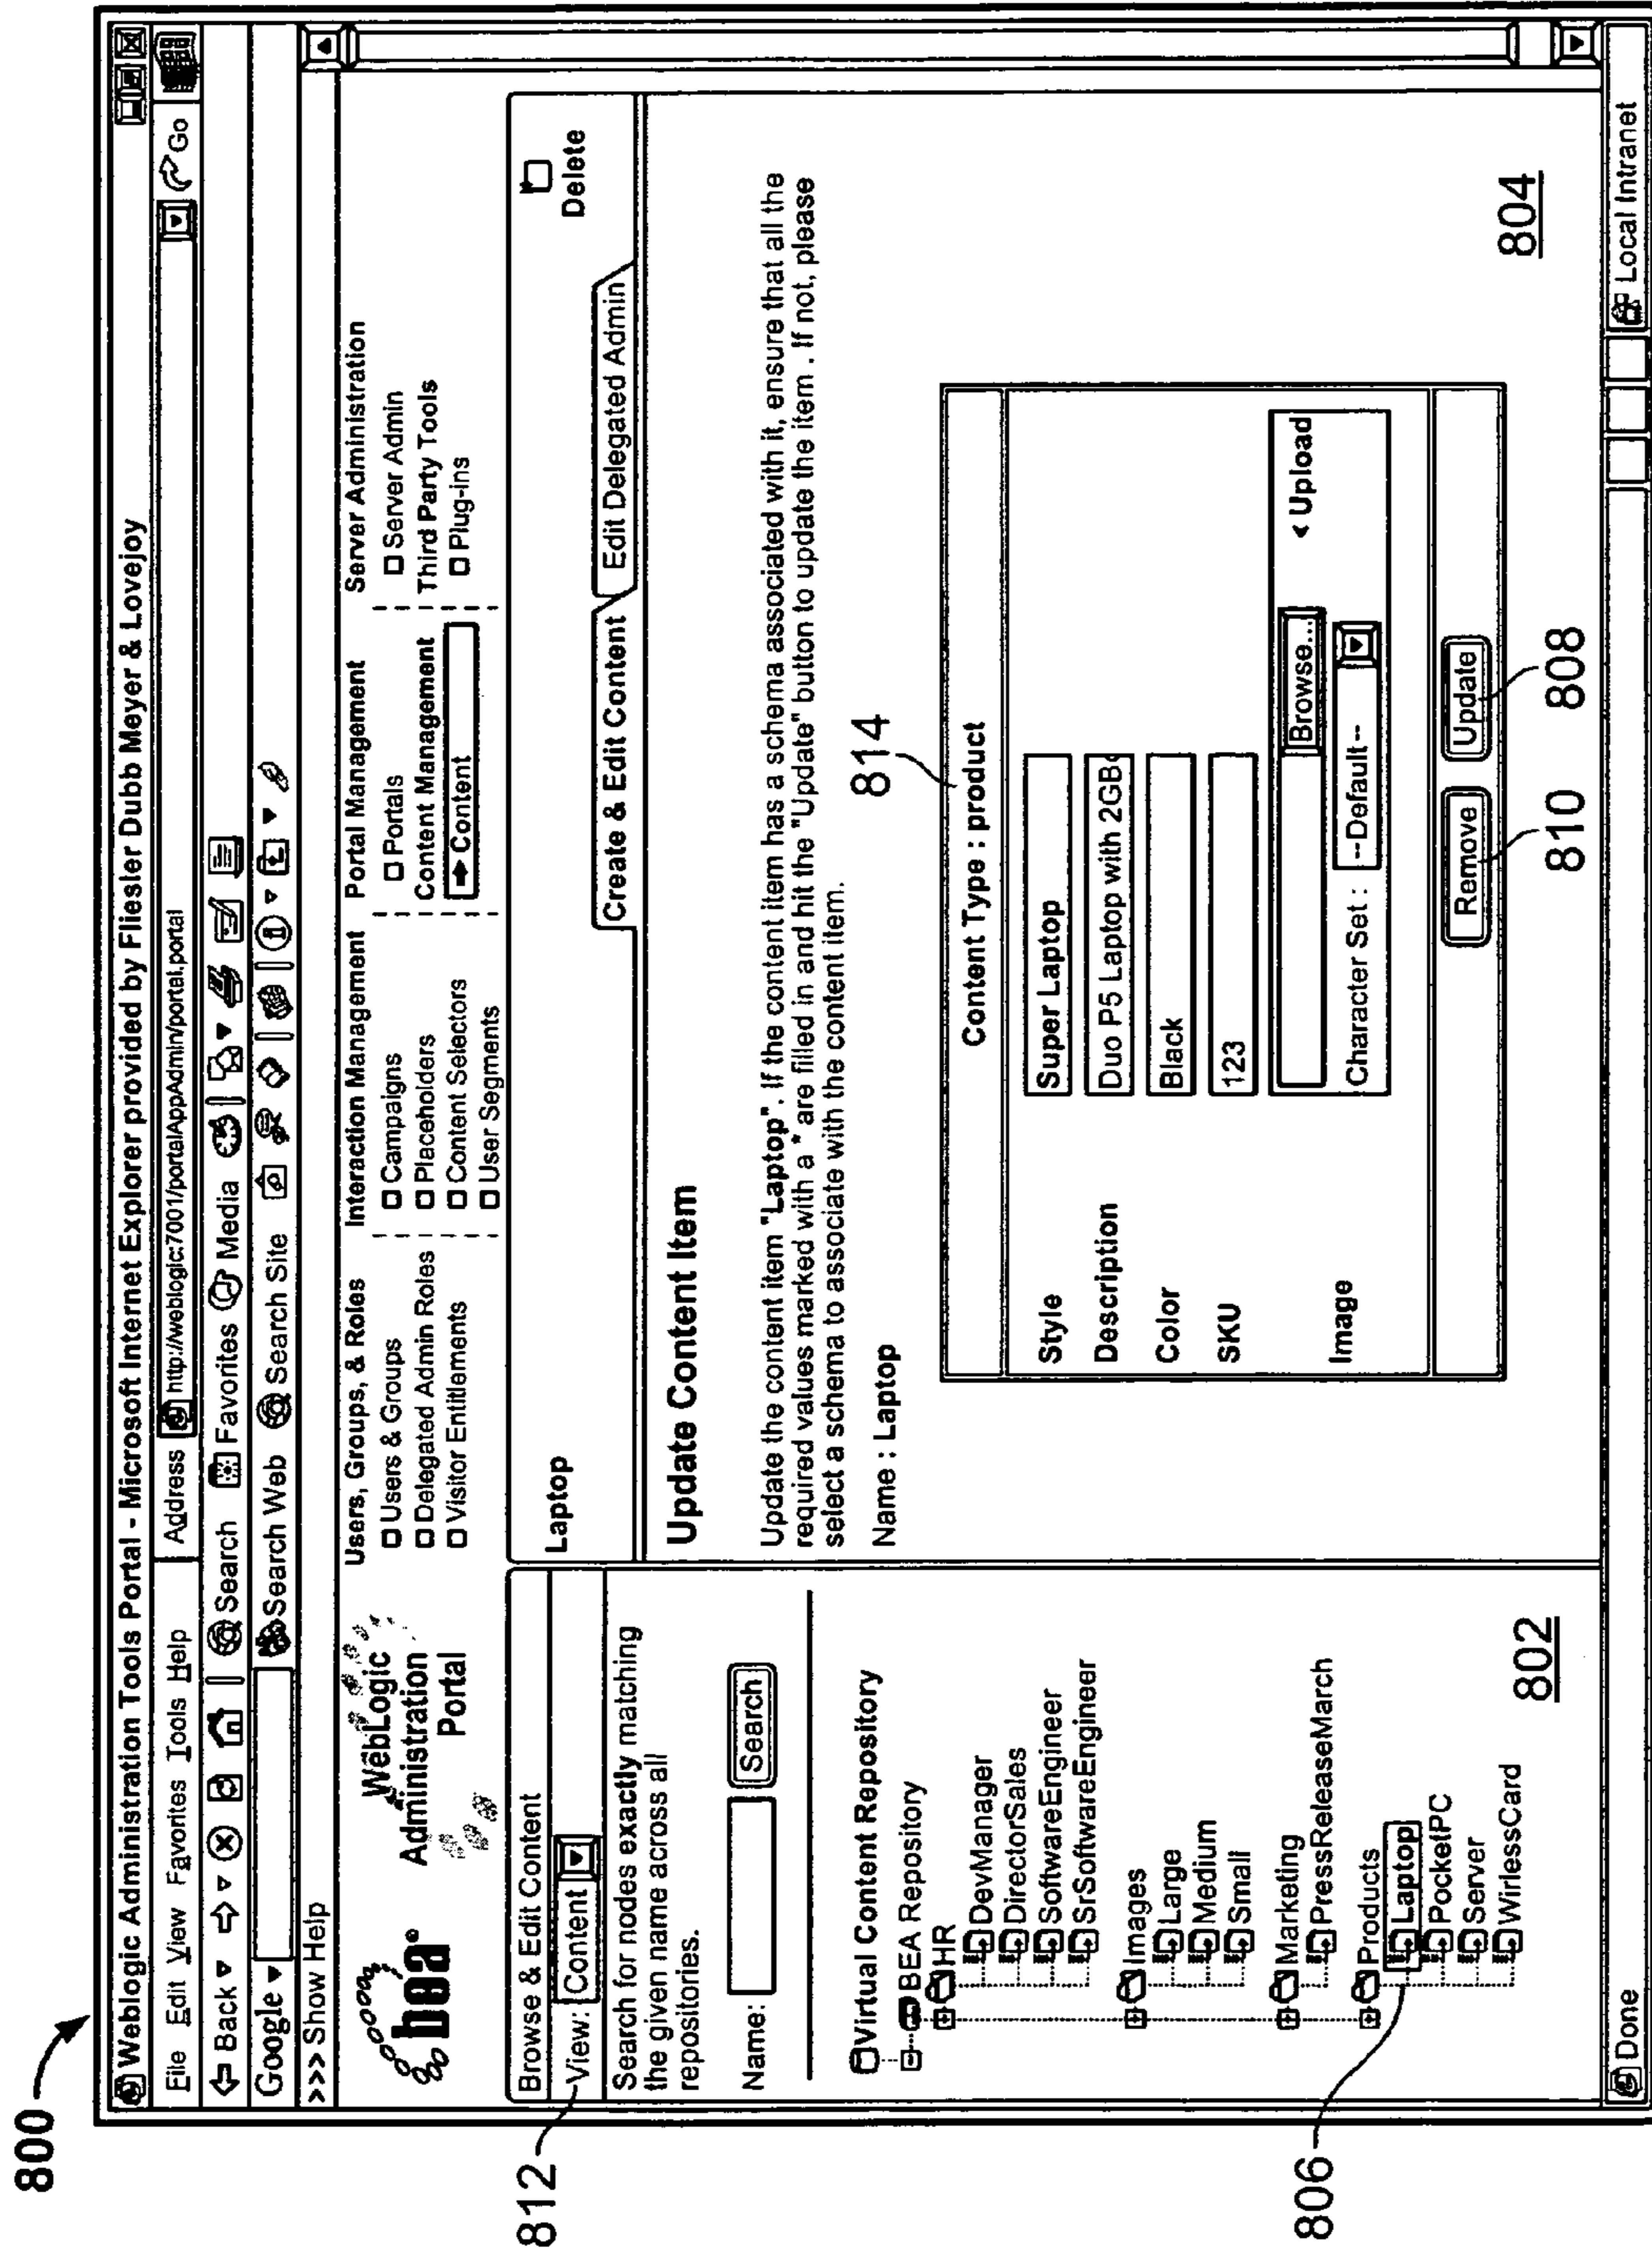 800
Weblogic Administration Tools Portal - Microsoft Internet Explorer provided by Fliesler Dubb Meyer & Lovejoy
File Edit View Favorites Tools Help
Address http://weblogic:7001/portalAppAdmin/portal.portal
Go
Back Search Favorites Media
Google Search Web Search Site
>>> Show Help
bea
WebLogic
Administration
Portal
Users, Groups, & Roles
Users & Groups
Delegated Admin Roles
Visitor Entitlements
Interaction Management
Campaigns
Placeholders
Content Selectors
User Segments
Portal Management
Portals
Content Management
Content
Server Administration
Server Admin
Third Party Tools
Plug-ins
812
Browse & Edit Content
View: Content
Search for nodes exactly matching
the given name across all
repositories.
Name: Search
Virtual Content Repository
BEA Repository
HR
DevManager
DirectorSales
SoftwareEngineer
SrSoftwareEngineer
Images
Large
Medium
Small
Marketing
PressReleaseMarch
Products
Laptop
PocketPC
Server
WirlessCard
806
802
Laptop
Delete
Create & Edit Content
Edit Delegated Admin
Update Content Item
Update the content item "Laptop". If the content item has a schema associated with it, ensure that all the
required values marked with a * are filled in and hit the "Update" button to update the item . If not, please
select a schema to associate with the content item.
Name : Laptop
814
Content Type : product
Style Super Laptop
Description Duo P5 Laptop with 2GB
Color Black
SKU 123
Image Browse... < Upload
Character Set : --Default--
Remove Update
810 808
804
Done
Local Intranet